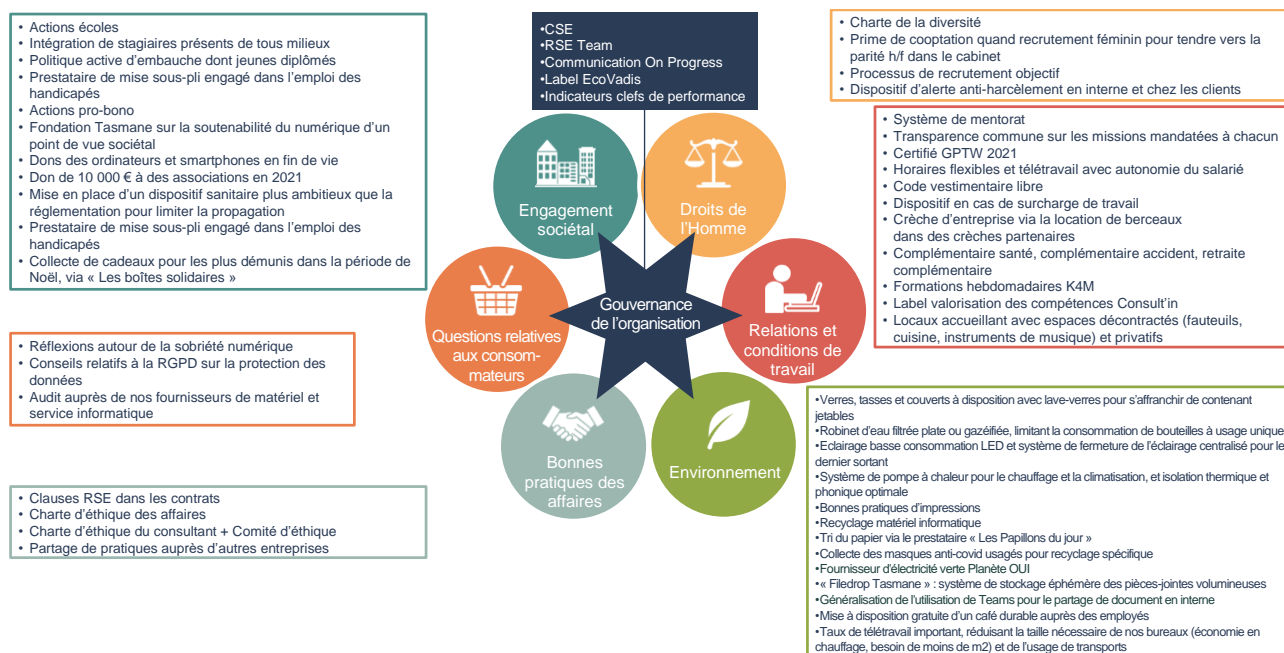 • Actions écoles
• Intégration de stagiaires présents de tous milieux
• Politique active d'embauche dont jeunes diplômés
• Prestataire de mise sous-pli engagé dans l'emploi des
handicapés
• Actions pro-bono
• Fondation Tasmane sur la soutenabilité du numérique d'un
point de vue sociétal
• Dons des ordinateurs et smartphones en fin de vie
• Don de 10 000 € à des associations en 2021
• Mise en place d'un dispositif sanitaire plus ambitieux que la
réglementation pour limiter la propagation
• Prestataire de mise sous-pli engagé dans l'emploi des
handicapés
• Collecte de cadeaux pour les plus démunis dans la période de
Noël, via « Les boîtes solidaires »
•CSE
•RSE Team
•Communication On Progress
•Label EcoVadis
•Indicateurs clefs de performance
• Charte de la diversité
• Prime de cooptation quand recrutement féminin pour tendre vers la
parité h/f dans le cabinet
• Processus de recrutement objectif
• Dispositif d'alerte anti-harcèlement en interne et chez les clients
• Système de mentorat
• Transparence commune sur les missions mandatées à chacun
• Certifié GPTW 2021
• Horaires flexibles et télétravail avec autonomie du salarié
• Code vestimentaire libre
• Dispositif en cas de surcharge de travail
• Crèche d'entreprise via la location de berceaux
dans des crèches partenaires
• Complémentaire santé, complémentaire accident, retraite
complémentaire
• Formations hebdomadaires K4M
• Label valorisation des compétences Consult'in
• Locaux accueillant avec espaces décontractés (fauteuils,
cuisine, instruments de musique) et privatifs
Engagement
sociétal
Droits de
l'Homme
Gouvernance
de l'organisation
Questions relatives
aux consom-
mateurs
Relations et
conditions de
travail
Bonnes
pratiques des
affaires
Environnement
• Réflexions autour de la sobriété numérique
• Conseils relatifs à la RGPD sur la protection des
données
• Audit auprès de nos fournisseurs de matériel et
service informatique
• Clauses RSE dans les contrats
• Charte d'éthique des affaires
• Charte d'éthique du consultant + Comité d'éthique
• Partage de pratiques auprès d'autres entreprises
•Verres, tasses et couverts à disposition avec lave-verres pour s'affranchir de contenant
jetables
•Robinet d'eau filtrée plate ou gazéifiée, limitant la consommation de bouteilles à usage unique
•Eclairage basse consommation LED et système de fermeture de l'éclairage centralisé pour le
dernier sortant
•Système de pompe à chaleur pour le chauffage et la climatisation, et isolation thermique et
phonique optimale
•Bonnes pratiques d'impressions
•Recyclage matériel informatique
•Tri du papier via le prestataire « Les Papillons du jour »
•Collecte des masques anti-covid usagés pour recyclage spécifique
•Fournisseur d'électricité verte Planète OUI
•« Filedrop Tasmane » : système de stockage éphémère des pièces-jointes volumineuses
•Généralisation de l'utilisation de Teams pour le partage de document en interne
•Mise à disposition gratuite d'un café durable auprès des employés
•Taux de télétravail important, réduisant la taille nécessaire de nos bureaux (économie en
chauffage, besoin de moins de m2) et de l'usage de transports